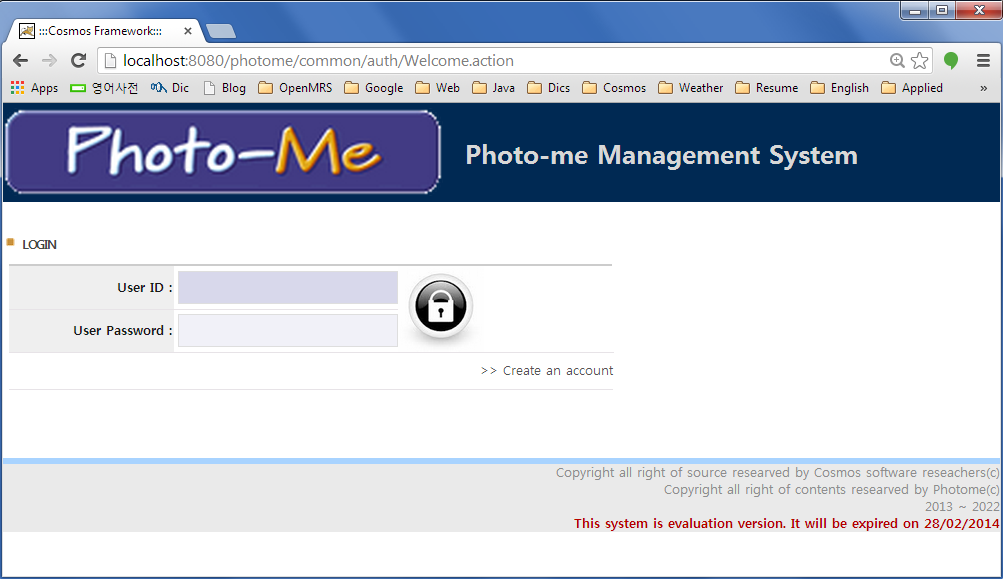 :::Cosmos Framework:::
localhost:8080/photome/common/auth/Welcome.action
Apps 영어사전 Dic Blog OpenMRS Google Web Java Dics Cosmos Weather Resume English Applied »
Photo-Me Photo-me Management System
LOGIN
User ID :
User Password :
>> Create an account
Copyright all right of source researved by Cosmos software reseachers(c)
Copyright all right of contents researved by Photome(c)
2013 ~ 2022
This system is evaluation version. It will be expired on 28/02/2014